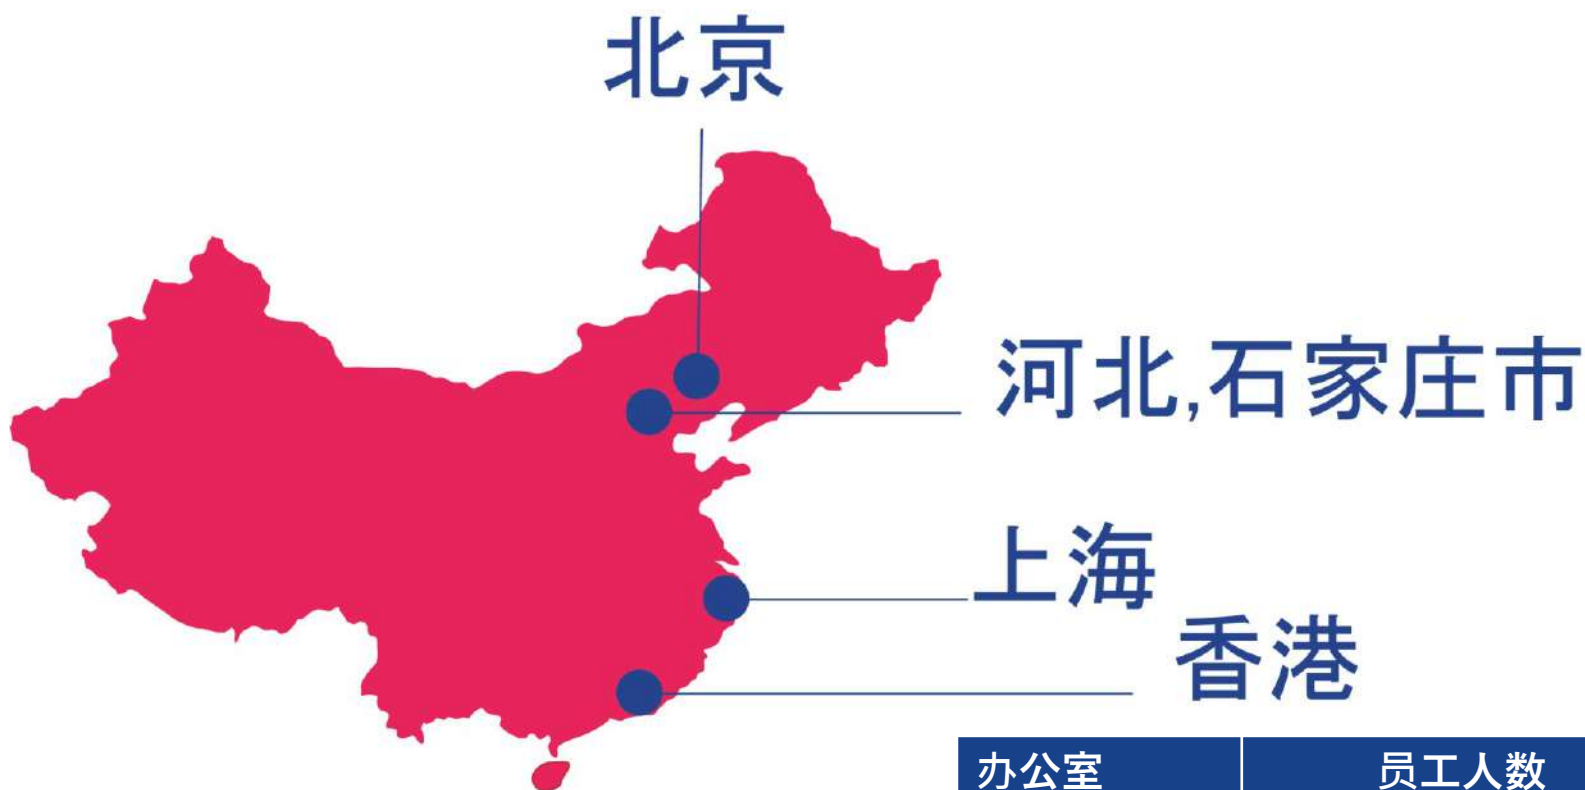 北京
河北,石家庄市
上海
香港
办公室 员工人数